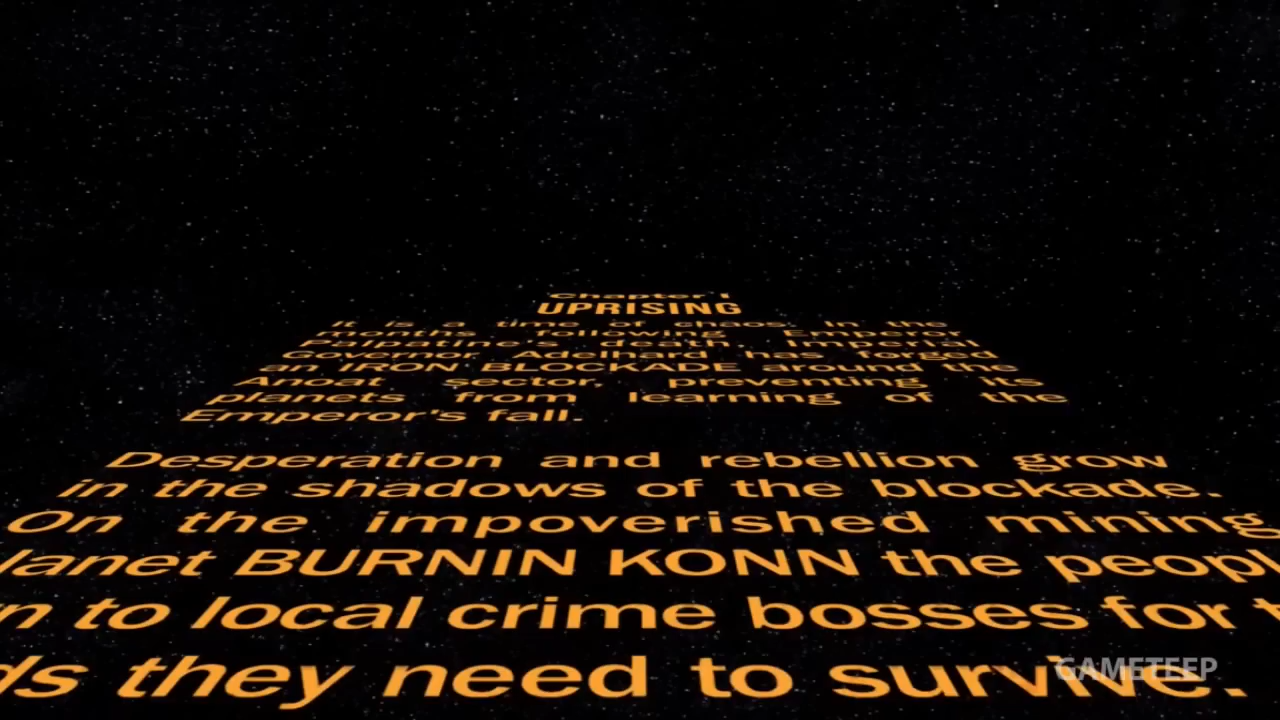 Chapter I
UPRISING
It is a time of chaos. In the
months following Emperor
Palpatine's death, Imperial
Governor Adelhard has forged
an IRON BLOCKADE around the
Anoat sector, preventing its
planets from learning of the
Emperor's fall.
Desperation and rebellion grow
in the shadows of the blockade.
On the impoverished mining
lanet BURNIN KONN the peopl
n to local crime bosses for t
ds they need to survive.
GAMETEEP